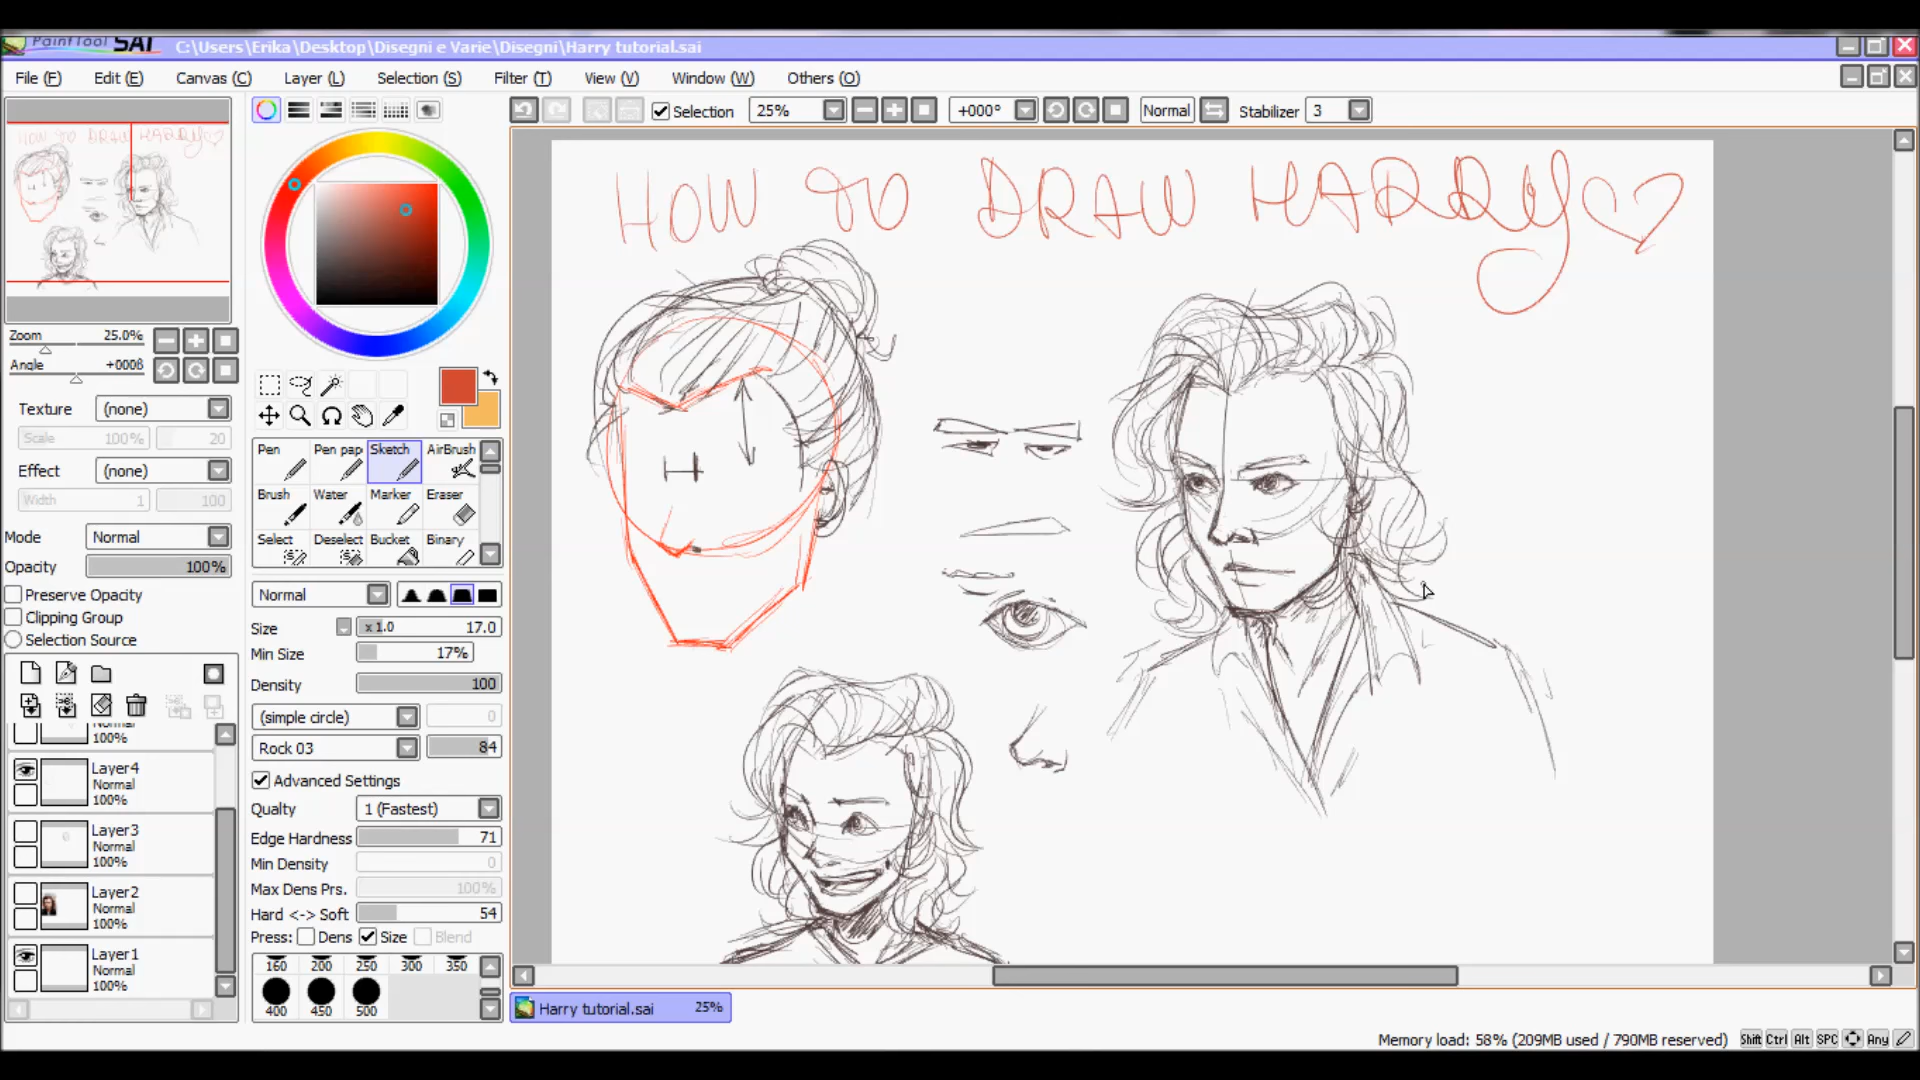 PaintTool SAI C:\Users\Erika\Desktop\Disegni e Varie\Disegni\Harry tutorial.sai
File (F) Edit (E) Canvas (C) Layer (L) Selection (S) Filter (T) View (V) Window (W) Others (O)
Selection 25% +000° Normal Stabilizer 3
HOW TO DRAW HARRY
HOW TO DRAW HARRY
Zoom 25.0%
Angle
Texture (none)
Scale 100% 20
Effect (none)
Width 1 100
Mode Normal
Opacity 100%
Preserve Opacity
Clipping Group
Selection Source
Normal
100%
Layer4
Normal
100%
Layer3
Normal
100%
Layer2
Normal
100%
Layer1
Normal
100%
Pen Pen pap Sketch AirBrush
Brush Water Marker Eraser
Select Deselect Bucket Binary
Normal
Size x 1.0 17.0
Min Size 17%
Density 100
(simple circle) 0
Rock 03 84
Advanced Settings
Qualty 1 (Fastest)
Edge Hardness 71
Min Density 0
Max Dens Prs. 100%
Hard <-> Soft 54
Press: Dens Size Blend
160 200 250 300 350
400 450 500
H
Harry tutorial.sai 25%
Memory load: 58% (209MB used / 790MB reserved) Shift Ctrl Alt SPC Any